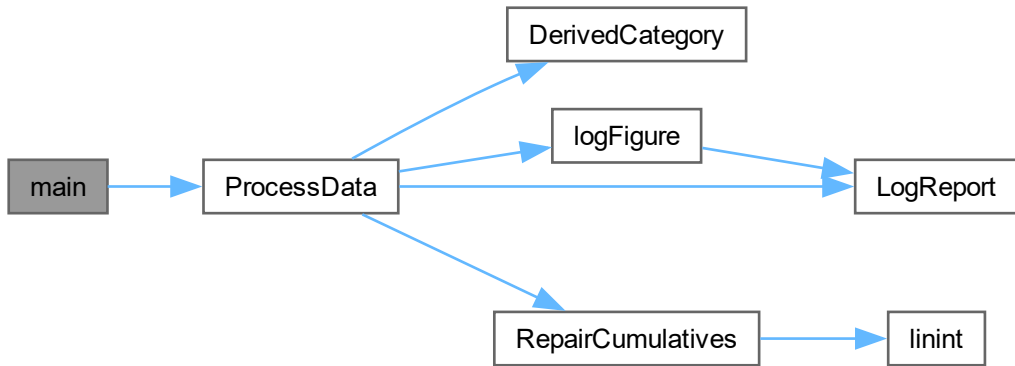 DerivedCategory
logFigure
main
ProcessData
LogReport
RepairCumulatives
linint